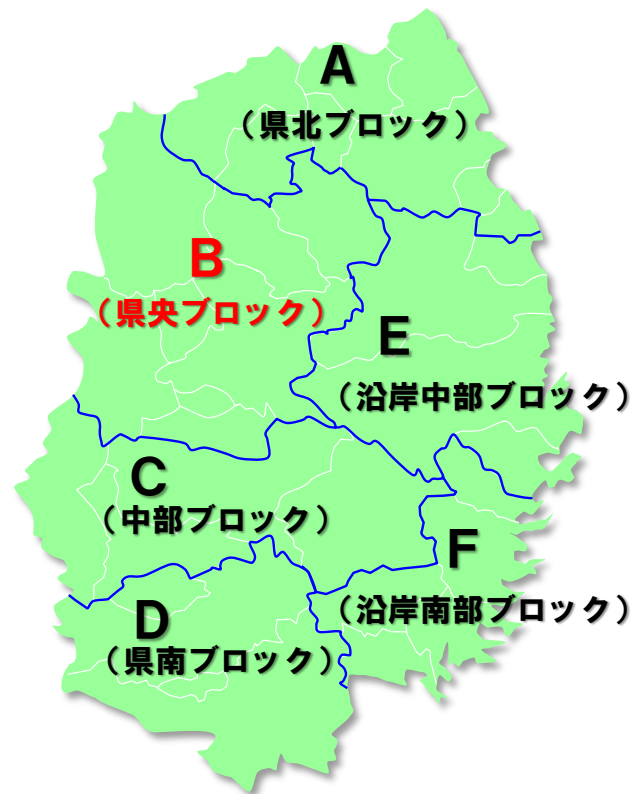 A
（県北ブロック）
B
（県央ブロック）
E
（沿岸中部ブロック）
C
（中部ブロック）
F
（沿岸南部ブロック）
D
（県南ブロック）